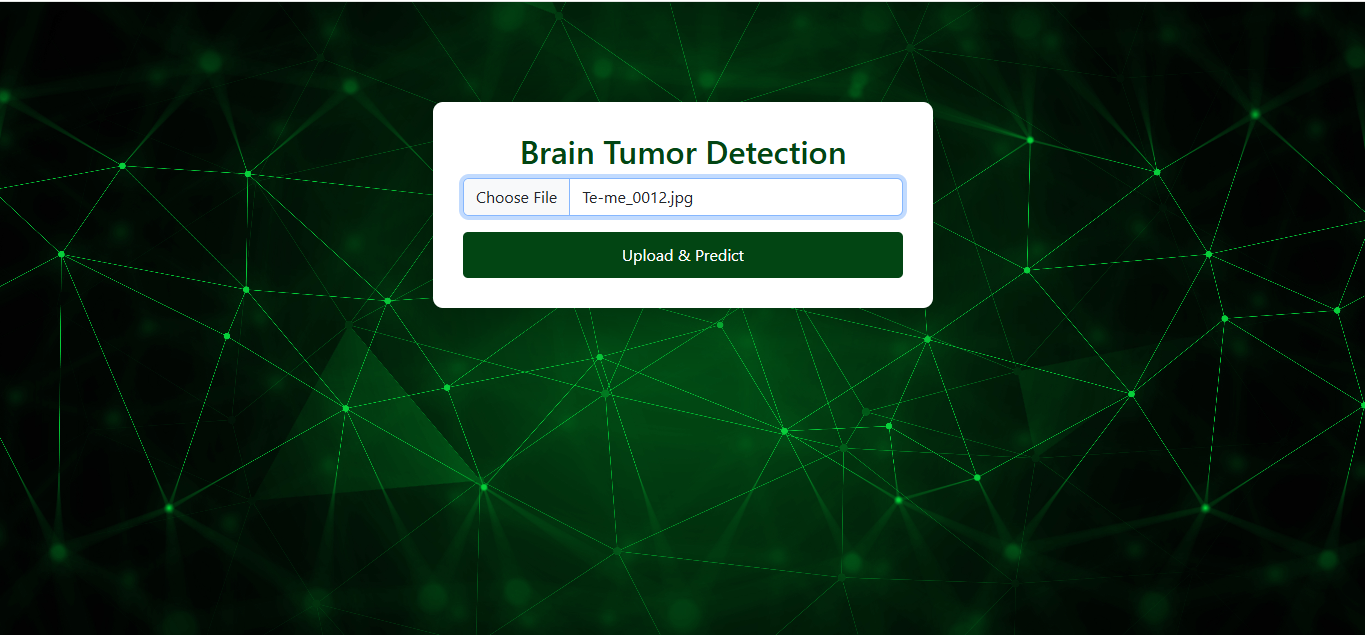 Brain Tumor Detection
Choose File Te-me_0012.jpg
Upload & Predict